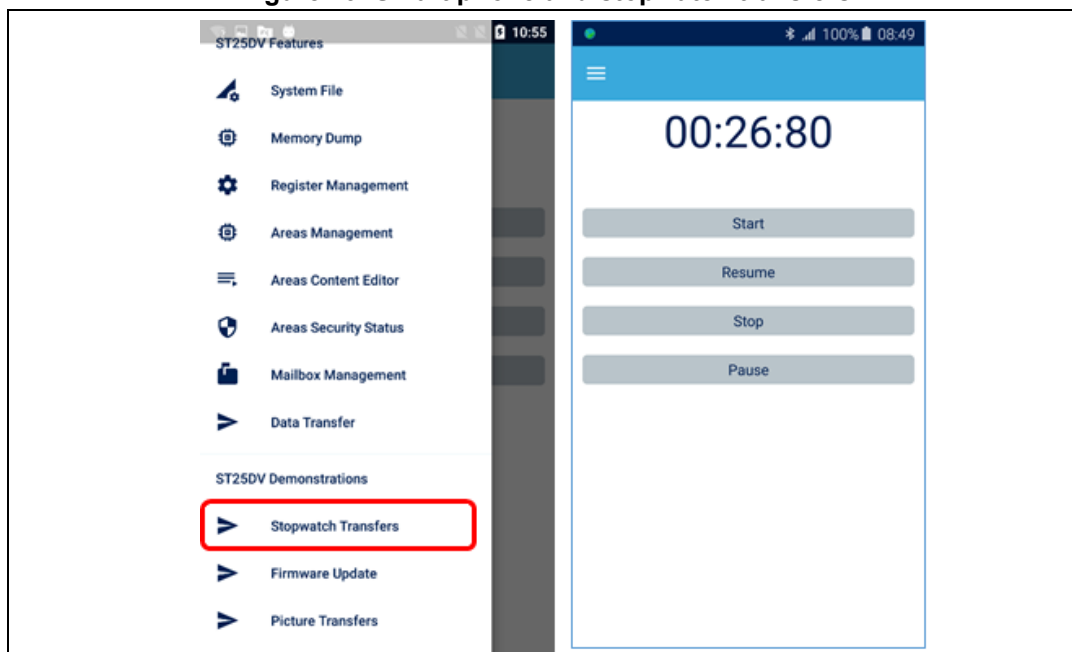 10:55
ST25DV Features
System File
Memory Dump
Register Management
Areas Management
Areas Content Editor
Areas Security Status
Mailbox Management
Data Transfer
ST25DV Demonstrations
Stopwatch Transfers
Firmware Update
Picture Transfers
100% 08:49
00:26:80
Start
Resume
Stop
Pause